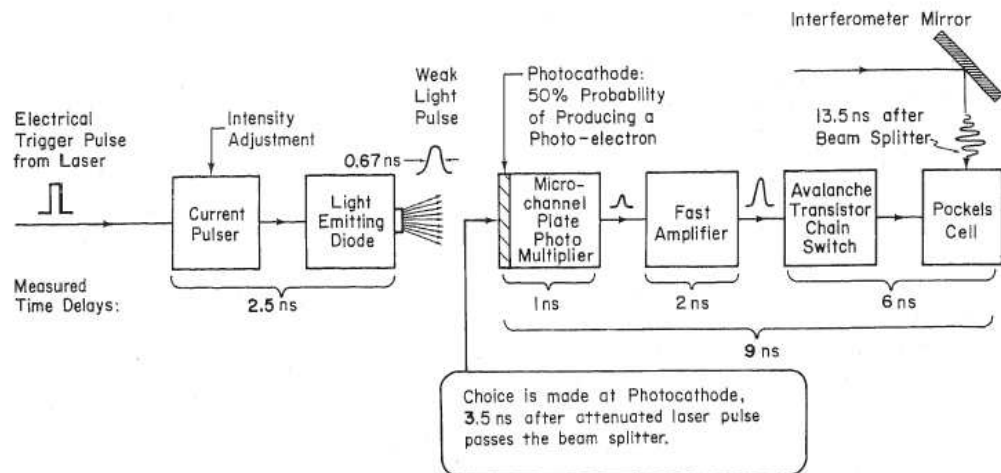 Interferometer Mirror
Electrical
Trigger Pulse
from Laser
Intensity
Adjustment
Weak
Light
Pulse
0.67 ns
Photocathode:
50% Probability
of Producing a
Photo-electron
13.5 ns after
Beam Splitter
Current
Pulser
Light
Emitting
Diode
Micro-
channel
Plate
Photo
Multiplier
Fast
Amplifier
Avalanche
Transistor
Chain
Switch
Pockels
Cell
Measured
Time Delays:
2.5 ns
1 ns
2 ns
6 ns
9 ns
Choice is made at Photocathode,
3.5 ns after attenuated laser pulse
passes the beam splitter.